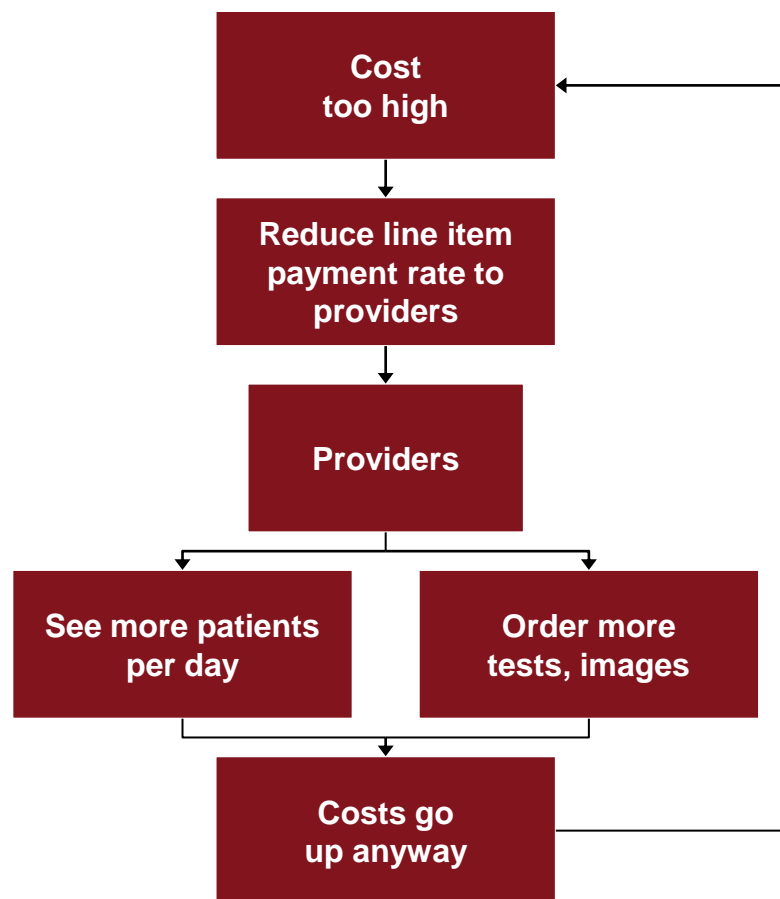 Cost
too high
Reduce line item
payment rate to
providers
Providers
See more patients
per day
Order more
tests, images
Costs go
up anyway